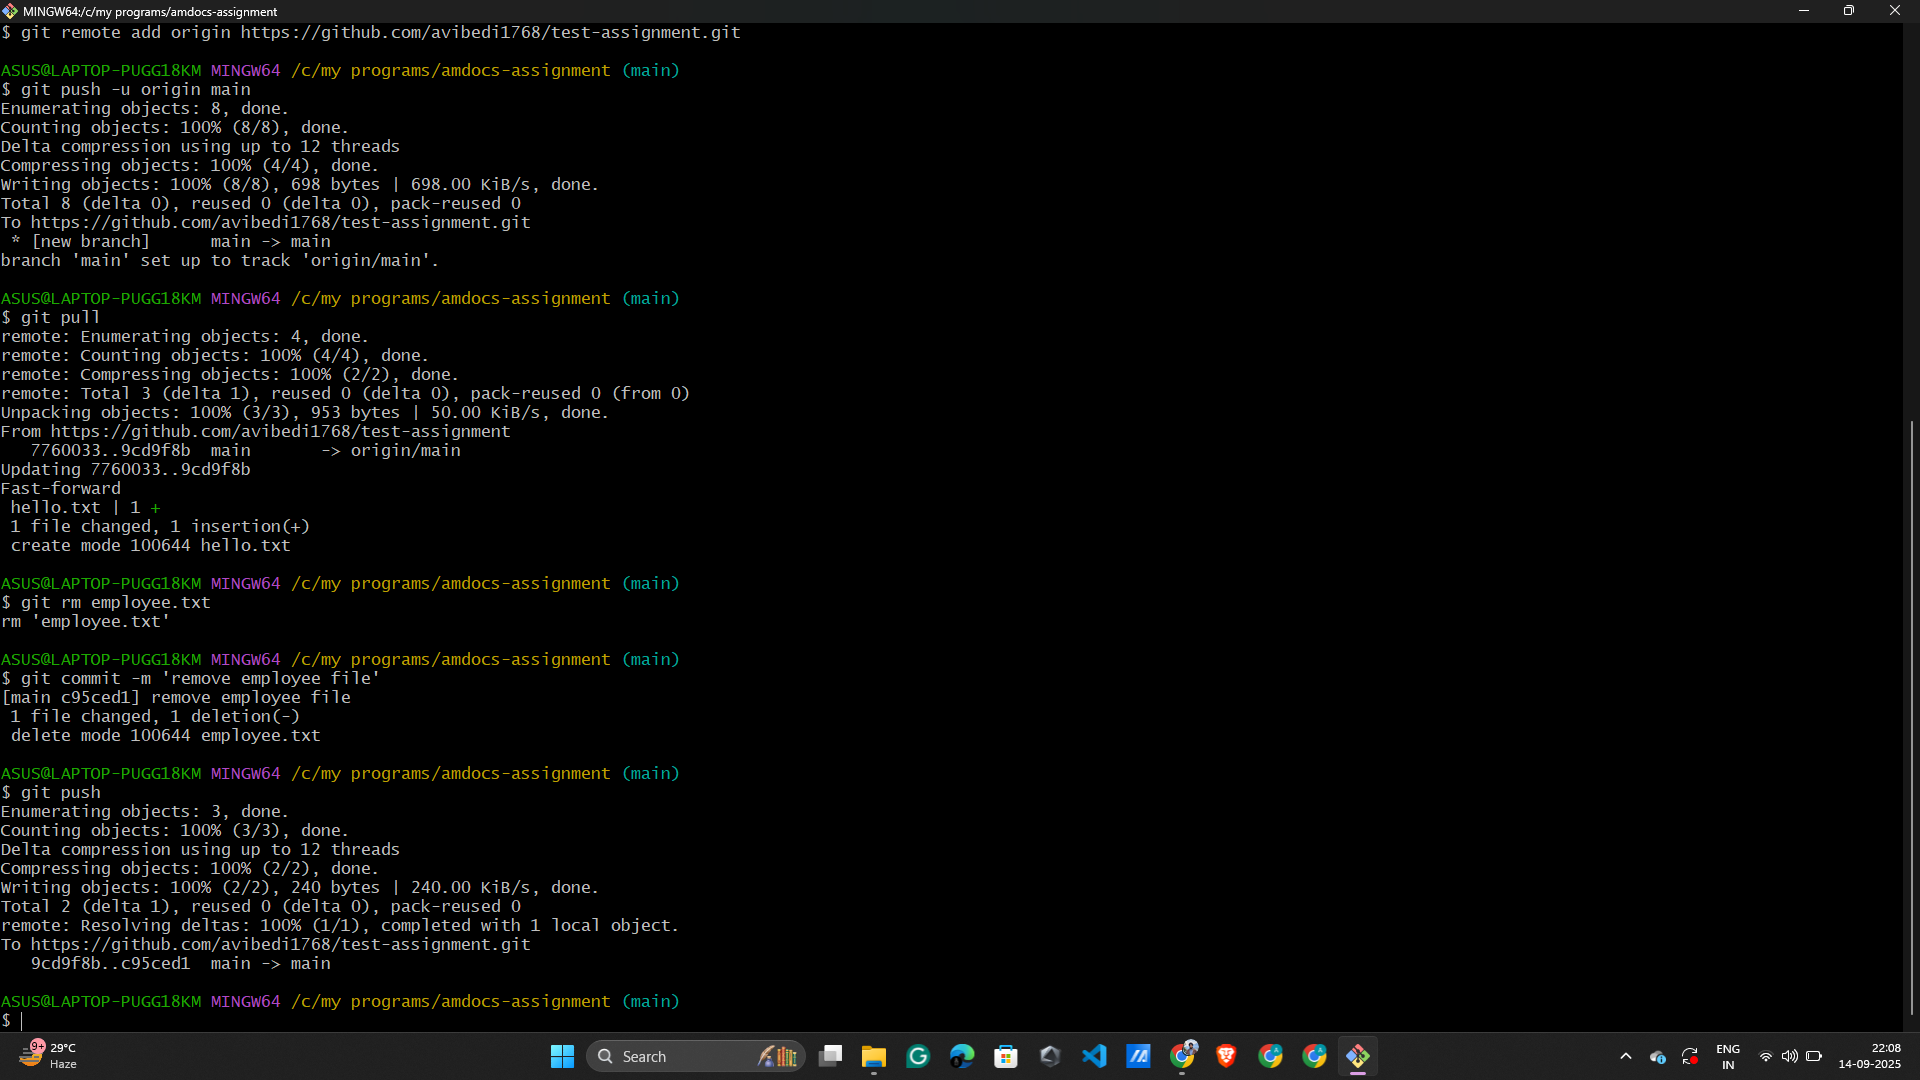 MINGW64:/c/my programs/amdocs-assignment
$ git remote add origin https://github.com/avibedi1768/test-assignment.git
ASUS@LAPTOP-PUGG18KM MINGW64 /c/my programs/amdocs-assignment (main)
$ git push -u origin main
Enumerating objects: 8, done.
Counting objects: 100% (8/8), done.
Delta compression using up to 12 threads
Compressing objects: 100% (4/4), done.
Writing objects: 100% (8/8), 698 bytes | 698.00 KiB/s, done.
Total 8 (delta 0), reused 0 (delta 0), pack-reused 0
To https://github.com/avibedi1768/test-assignment.git
 * [new branch]      main -> main
branch 'main' set up to track 'origin/main'.
ASUS@LAPTOP-PUGG18KM MINGW64 /c/my programs/amdocs-assignment (main)
$ git pull
remote: Enumerating objects: 4, done.
remote: Counting objects: 100% (4/4), done.
remote: Compressing objects: 100% (2/2), done.
remote: Total 3 (delta 1), reused 0 (delta 0), pack-reused 0 (from 0)
Unpacking objects: 100% (3/3), 953 bytes | 50.00 KiB/s, done.
From https://github.com/avibedi1768/test-assignment
   7760033..9cd9f8b  main       -> origin/main
Updating 7760033..9cd9f8b
Fast-forward
 hello.txt | 1 +
 1 file changed, 1 insertion(+)
 create mode 100644 hello.txt
ASUS@LAPTOP-PUGG18KM MINGW64 /c/my programs/amdocs-assignment (main)
$ git rm employee.txt
rm 'employee.txt'
ASUS@LAPTOP-PUGG18KM MINGW64 /c/my programs/amdocs-assignment (main)
$ git commit -m 'remove employee file'
[main c95ced1] remove employee file
 1 file changed, 1 deletion(-)
 delete mode 100644 employee.txt
ASUS@LAPTOP-PUGG18KM MINGW64 /c/my programs/amdocs-assignment (main)
$ git push
Enumerating objects: 3, done.
Counting objects: 100% (3/3), done.
Delta compression using up to 12 threads
Compressing objects: 100% (2/2), done.
Writing objects: 100% (2/2), 240 bytes | 240.00 KiB/s, done.
Total 2 (delta 1), reused 0 (delta 0), pack-reused 0
remote: Resolving deltas: 100% (1/1), completed with 1 local object.
To https://github.com/avibedi1768/test-assignment.git
   9cd9f8b..c95ced1  main -> main
ASUS@LAPTOP-PUGG18KM MINGW64 /c/my programs/amdocs-assignment (main)
$
9+
29°C
Haze
Search
ENG
IN
22:08
14-09-2025